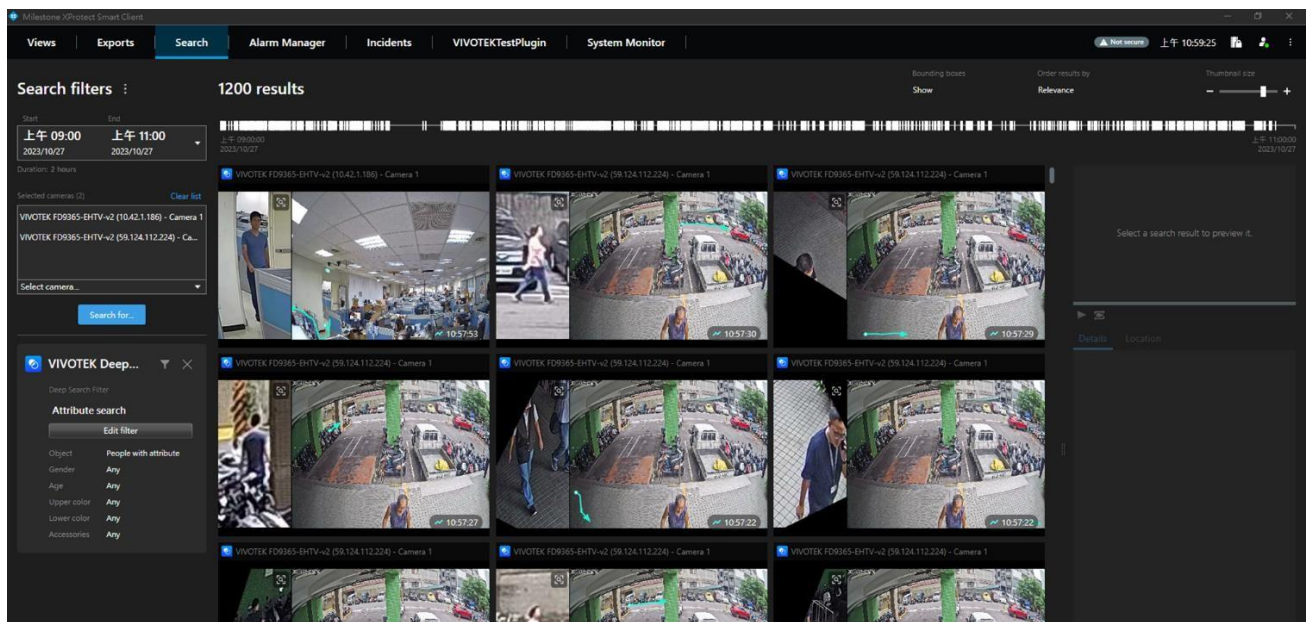 Milestone XProtect Smart Client
Views Exports Search Alarm Manager Incidents VIVOTEKTestPlugin System Monitor
Not secure 上午 10:59:25
Search filters
1200 results
Bounding boxes
Show
Order results by
Relevance
Thumbnail size
Start End
上午 09:00 上午 11:00
2023/10/27 2023/10/27
Duration: 2 hours
上午 09:00:00
2023/10/27
上午 11:00:00
2023/10/27
Selected cameras (2) Clear list
VIVOTEK FD9365-EHTV-v2 (10.42.1.186) - Camera 1
VIVOTEK FD9365-EHTV-v2 (59.124.112.224) - Ca...
Select camera...
Search for...
VIVOTEK Deep...
Deep Search Filter
Attribute search
Edit filter
Object People with attribute
Gender Any
Age Any
Upper color Any
Lower color Any
Accessories Any
VIVOTEK FD9365-EHTV-v2 (10.42.1.186) - Camera 1
10:57:53
VIVOTEK FD9365-EHTV-v2 (59.124.112.224) - Camera 1
10:57:30
VIVOTEK FD9365-EHTV-v2 (59.124.112.224) - Camera 1
10:57:29
VIVOTEK FD9365-EHTV-v2 (59.124.112.224) - Camera 1
10:57:27
VIVOTEK FD9365-EHTV-v2 (59.124.112.224) - Camera 1
10:57:22
VIVOTEK FD9365-EHTV-v2 (59.124.112.224) - Camera 1
10:57:22
VIVOTEK FD9365-EHTV-v2 (59.124.112.224) - Camera 1
VIVOTEK FD9365-EHTV-v2 (59.124.112.224) - Camera 1
VIVOTEK FD9365-EHTV-v2 (59.124.112.224) - Camera 1
Select a search result to preview it.
Details Location